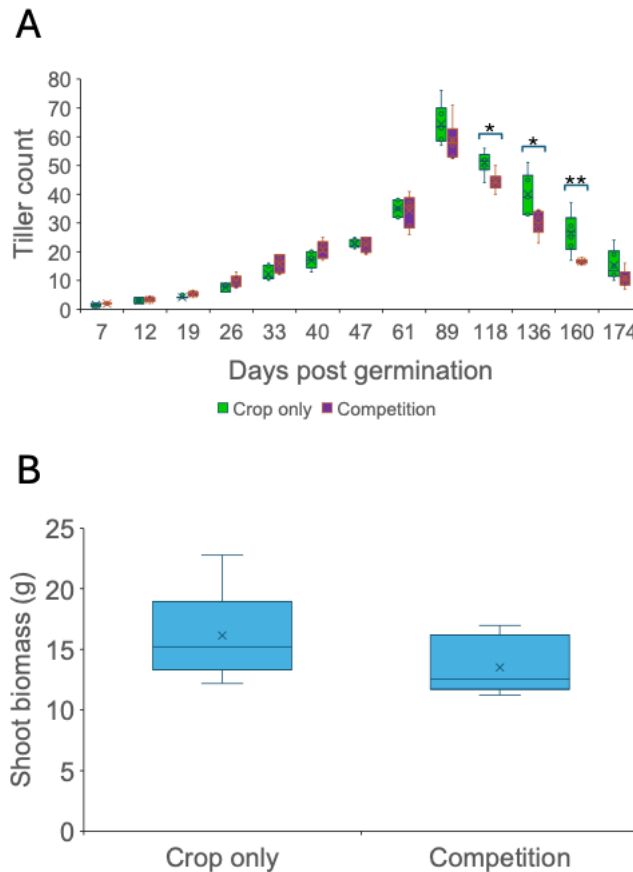 A
80
70
60
50
40
30
20
10
0
Tiller count
* * **
7 12 19 26 33 40 47 61 89 118 136 160 174
Days post germination
Crop only Competition
B
25
20
15
10
5
0
Shoot biomass (g)
Crop only Competition